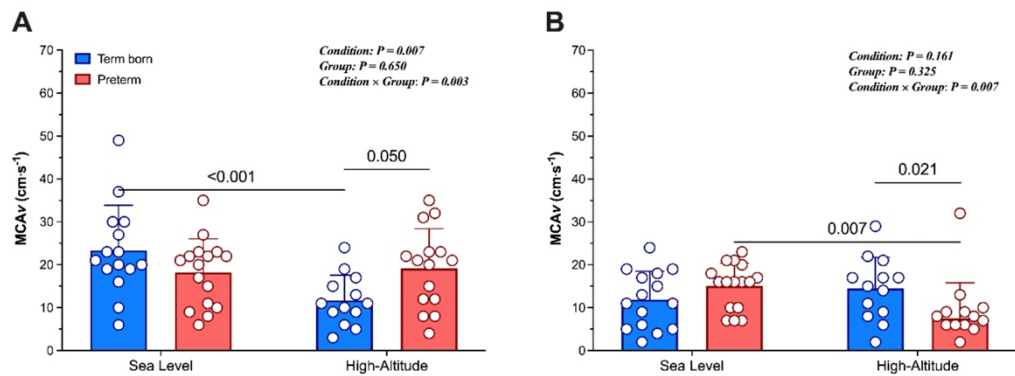 A
MCAv (cm·s⁻¹)
70
60
50
40
30
20
10
0
Term born
Preterm
Condition: P = 0.007
Group: P = 0.650
Condition × Group: P = 0.003
<0.001
0.050
Sea Level
High-Altitude
B
MCAv (cm·s⁻¹)
70
60
50
40
30
20
10
0
Condition: P = 0.161
Group: P = 0.325
Condition × Group: P = 0.007
0.021
0.007
Sea Level
High-Altitude